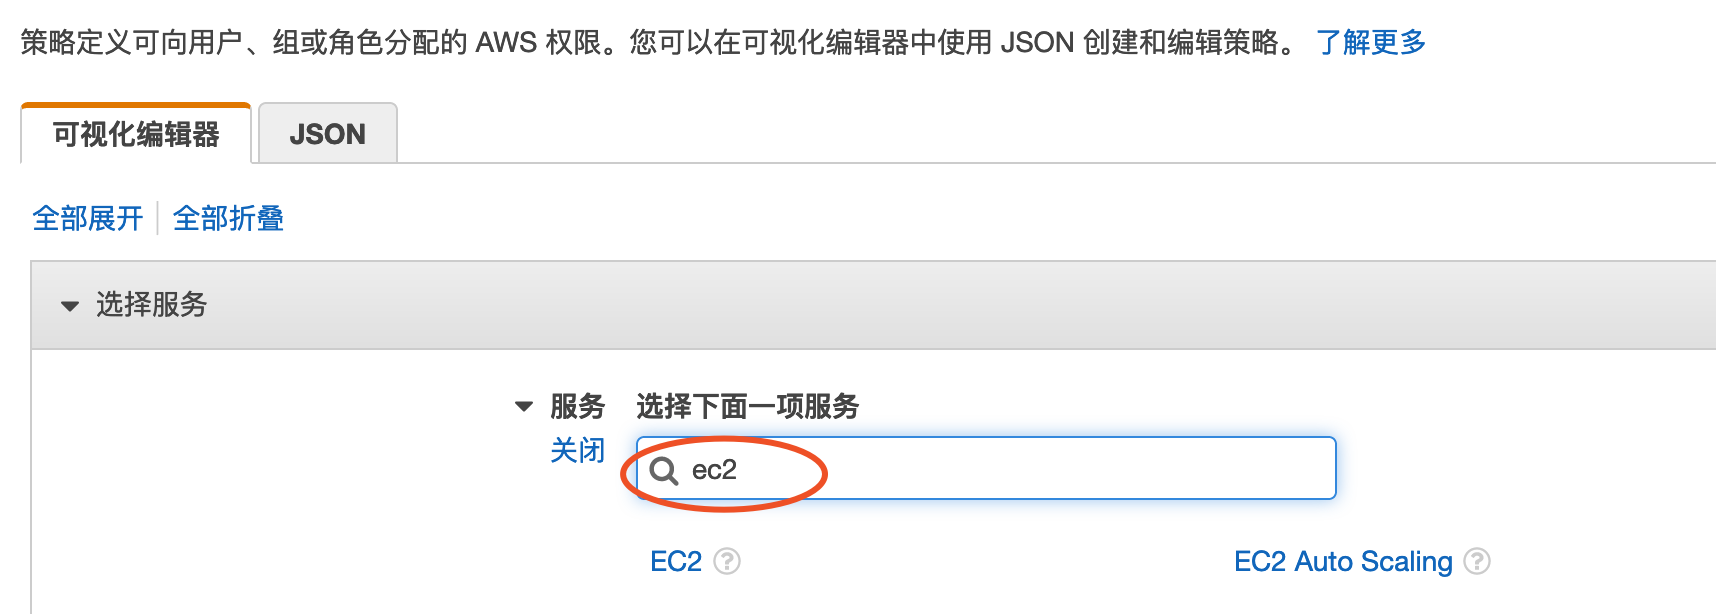 策略定义可向用户、组或角色分配的 AWS 权限。您可以在可视化编辑器中使用 JSON 创建和编辑策略。 了解更多
可视化编辑器 JSON
全部展开 全部折叠
选择服务
服务 选择下面一项服务
关闭 ec2
EC2 ? EC2 Auto Scaling ?